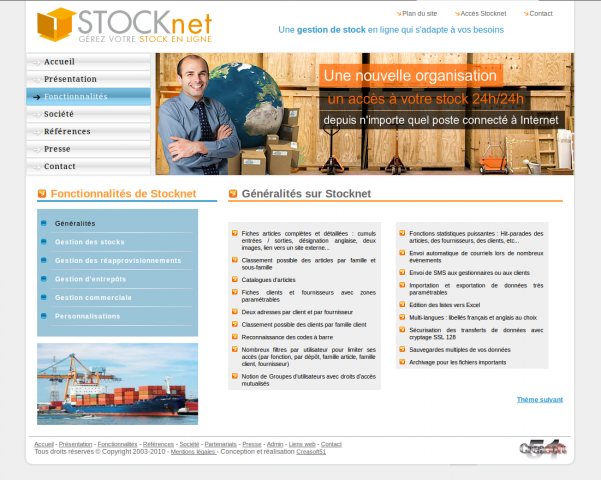 STOCKnet
GEREZ VOTRE STOCK EN LIGNE
Plan du site
Accès Stocknet
Contact
Une gestion de stock en ligne qui s'adapte à vos besoins
Accueil
Présentation
Fonctionnalités
Société
Références
Presse
Contact
Une nouvelle organisation
un accès à votre stock 24h/24h
depuis n'importe quel poste connecté à Internet
Fonctionnalités de Stocknet
Généralités
Gestion des stocks
Gestion des réapprovisionnements
Gestion d'entrepôts
Gestion commerciale
Personnalisations
Généralités sur Stocknet
Fiches articles complètes et détaillées : cumuls
entrées / sorties, désignation anglaise, deux
images, lien vers un site externe...
Classement possible des articles par famille et
sous-famille
Catalogues d'articles
Fiches clients et fournisseurs avec zones
paramétrables
Deux adresses par client et par fournisseur
Classement possible des clients par famille client
Reconnaissance des codes à barre
Nombreux filtres par utilisateur pour limiter ses
accès (par fonction, par dépôt, famille article, famille
client, fournisseur)
Notion de Groupes d'utilisateurs avec droits d'accès
mutualisés
Fonctions statistiques puissantes : Hit-parades des
articles, des fournisseurs, des clients, etc...
Envoi automatique de courriels lors de nombreux
évènements
Envoi de SMS aux gestionnaires ou aux clients
Importation et exportation de données très
paramétrables
Edition des listes vers Excel
Multi-langues : libellés français et anglais au choix
Sécurisation des transferts de données avec
cryptage SSL 128
Sauvegardes multiples de vos données
Archivage pour les fichiers importants
Thème suivant
Accueil - Présentation - Fonctionnalités - Références - Société - Partenariats - Presse - Admin - Liens web - Contact
Tous droits réservés © Copyright 2003-2010 - Mentions légales - Conception et réalisation Creasoft51